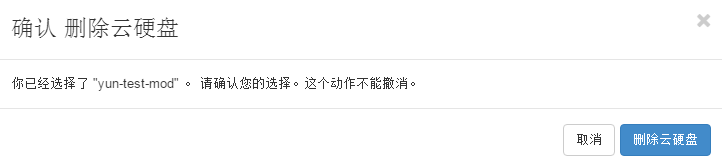 确认 删除云硬盘
你已经选择了 "yun-test-mod" 。 请确认您的选择。这个动作不能撤消。
取消
删除云硬盘